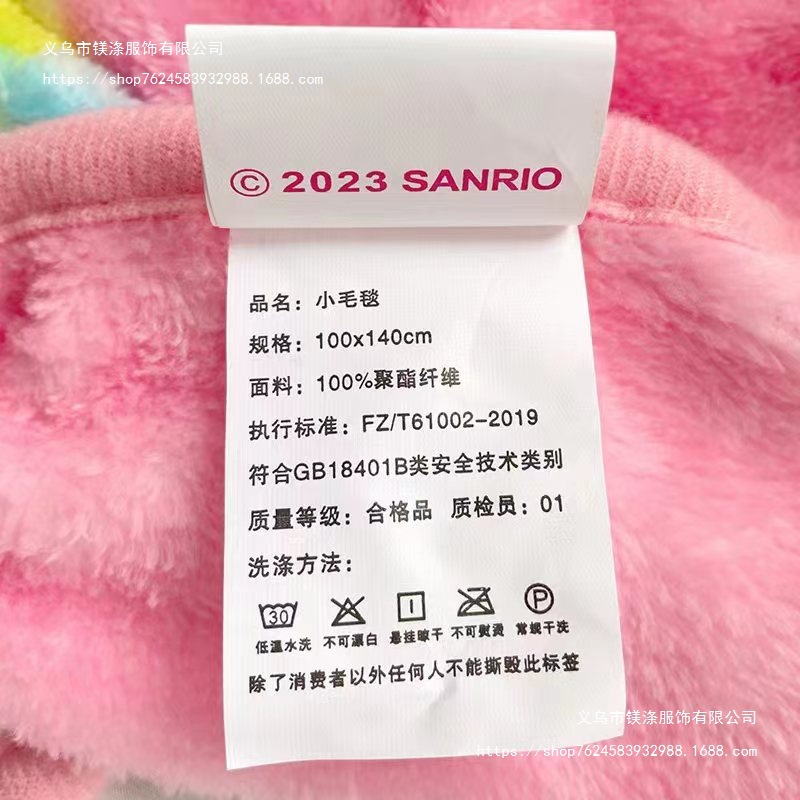 义乌市镁涤服饰有限公司
https://shop7624583932988.1688.com
© 2023 SANRIO
品名：小毛毯
规格：100x140cm
面料：100%聚酯纤维
执行标准：FZ/T61002-2019
符合GB18401B类安全技术类别
质量等级：合格品 质检员：01
洗涤方法：
30 P
低温水洗 不可漂白 悬挂晾干 不可熨烫 常规干洗
除了消费者以外任何人不能撕毁此标签
义乌市镁涤服饰有限公司
https://shop7624583932988.1688.com